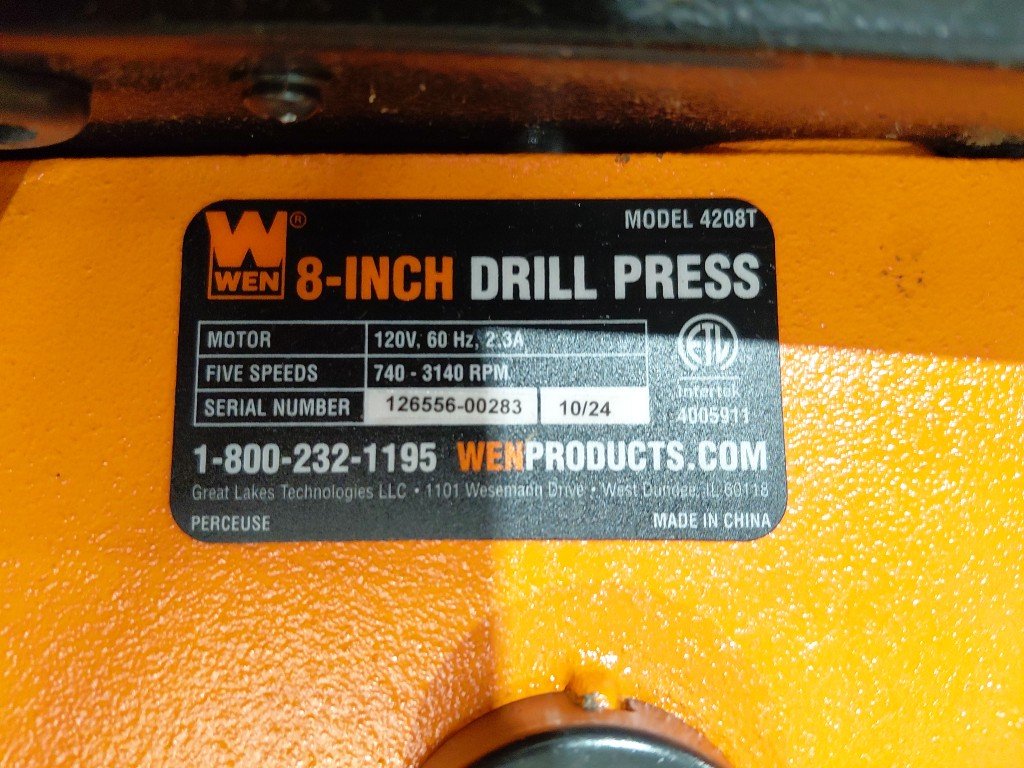 W®
WEN
MODEL 4208T
8-INCH DRILL PRESS
MOTOR 120V, 60 Hz, 2.3A
FIVE SPEEDS 740 - 3140 RPM
SERIAL NUMBER 126556-00283 10/24
ETL
Intertek
4005911
1-800-232-1195 WENPRODUCTS.COM
Great Lakes Technologies LLC • 1101 Wesemann Drive • West Dundee, IL 60118
PERCEUSE MADE IN CHINA